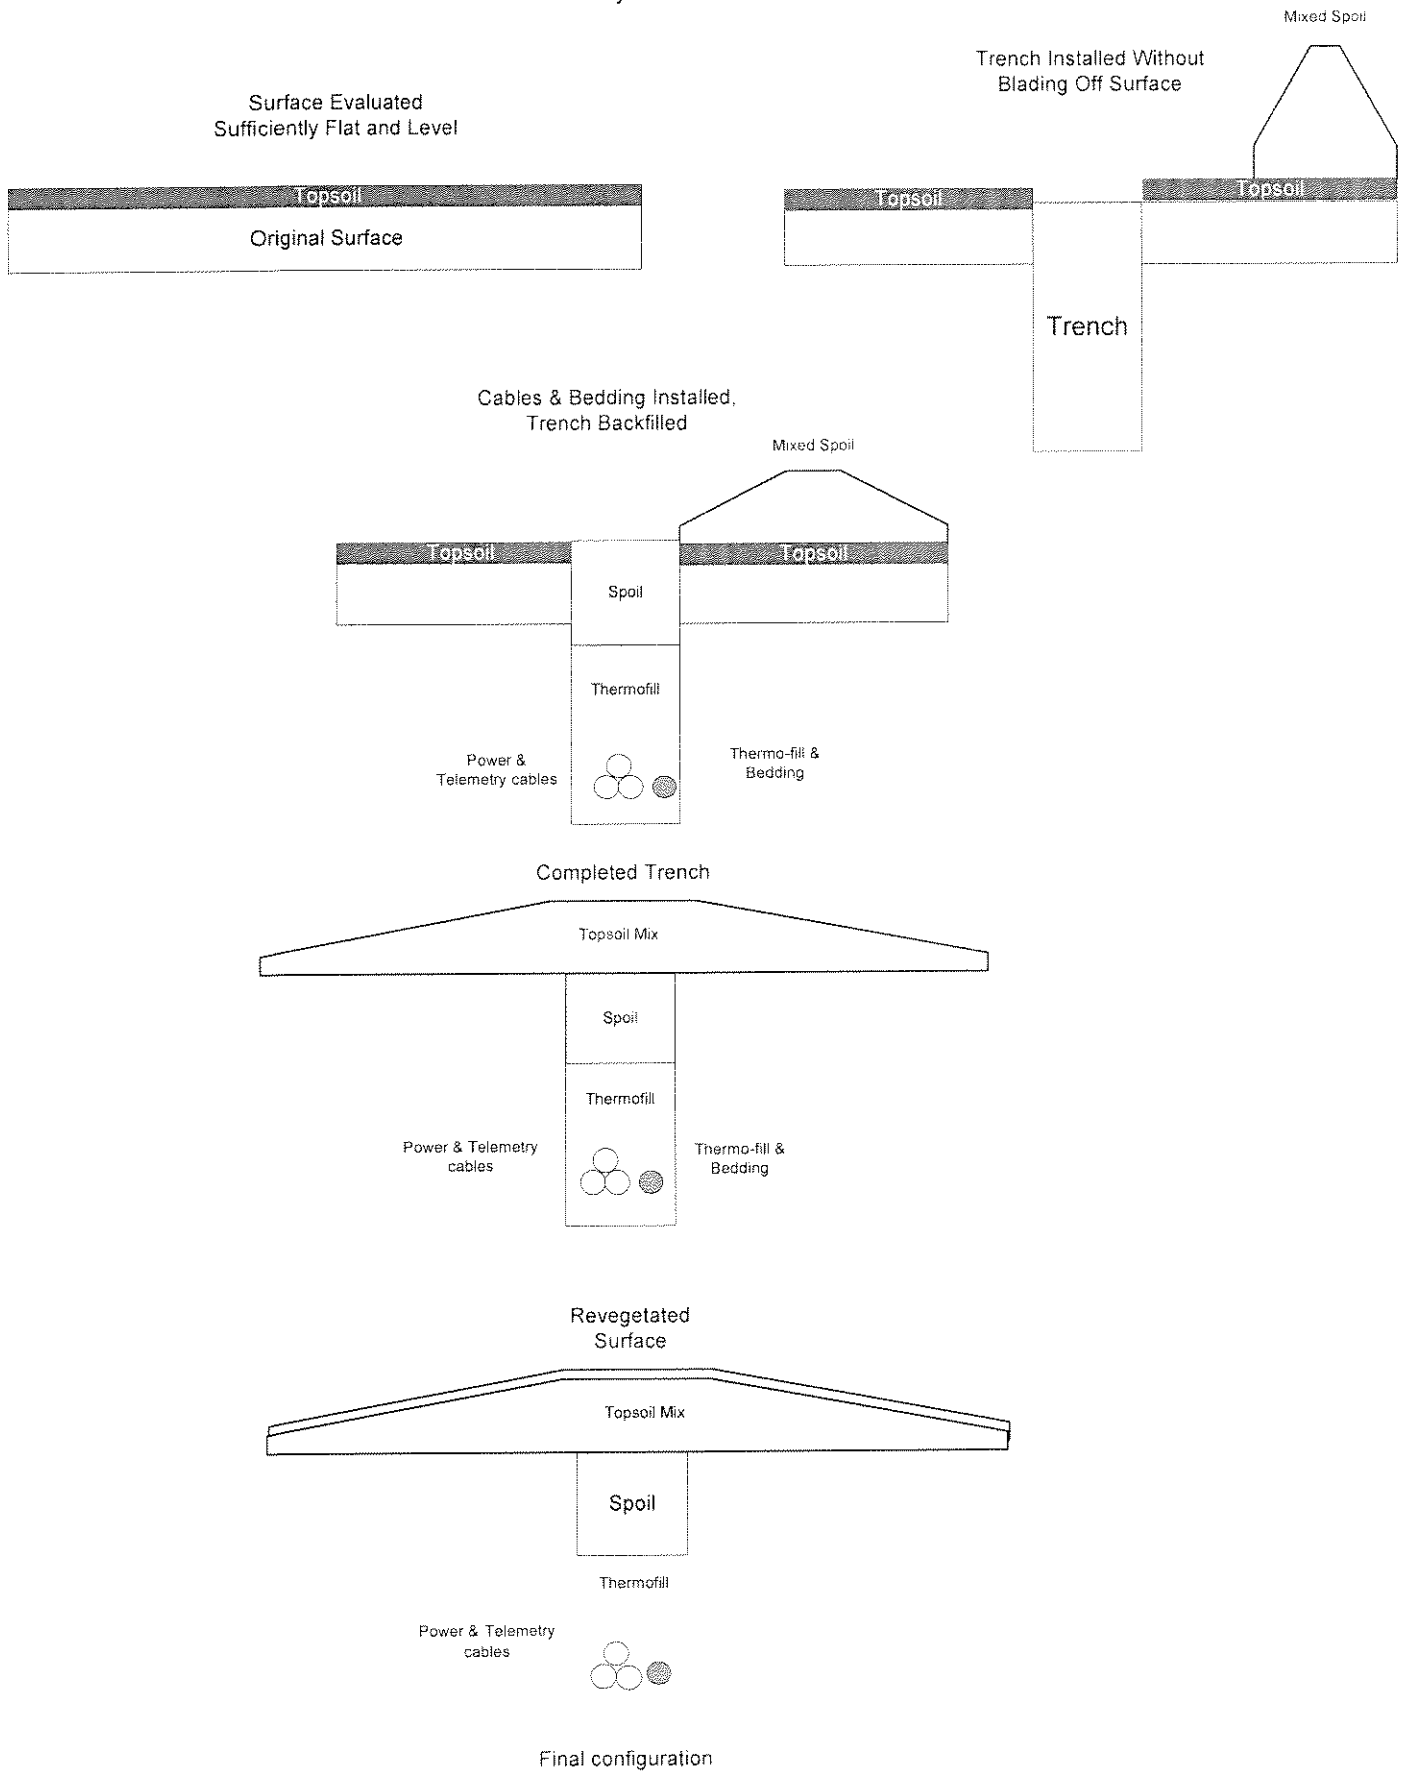 Mixed Spoil
Trench Installed Without
Blading Off Surface
Surface Evaluated
Sufficiently Flat and Level
Topsoil
Original Surface
Topsoil
Topsoil
Trench
Cables & Bedding Installed,
Trench Backfilled
Mixed Spoil
Topsoil
Topsoil
Spoil
Thermofill
Power &
Telemetry cables
Thermo-fill &
Bedding
Completed Trench
Topsoil Mix
Spoil
Thermofill
Power & Telemetry
cables
Thermo-fill &
Bedding
Revegetated
Surface
Topsoil Mix
Spoil
Thermofill
Power & Telemetry
cables
Final configuration